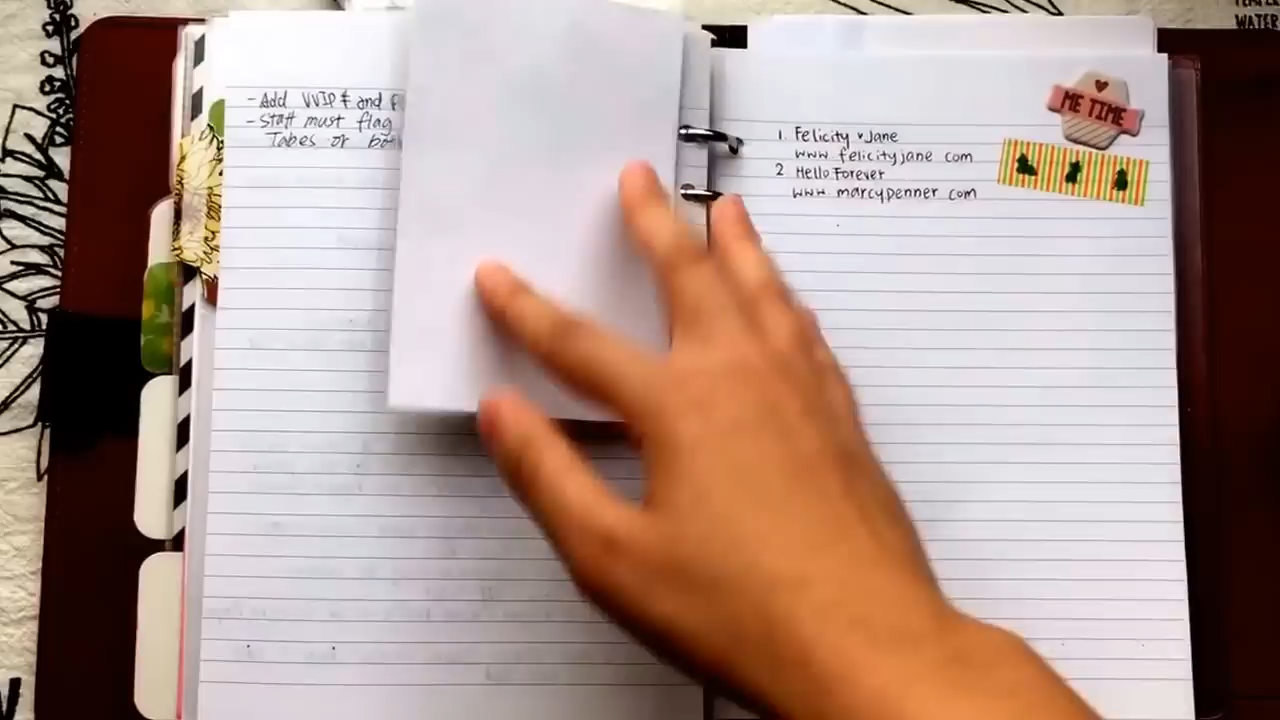 - Add VVIP & and
- Staff must flag
Tabes or
ME TIME
1. Felicity & Jane
www felicityjane com
2 Hello Forever
www marcypenner com
WATER